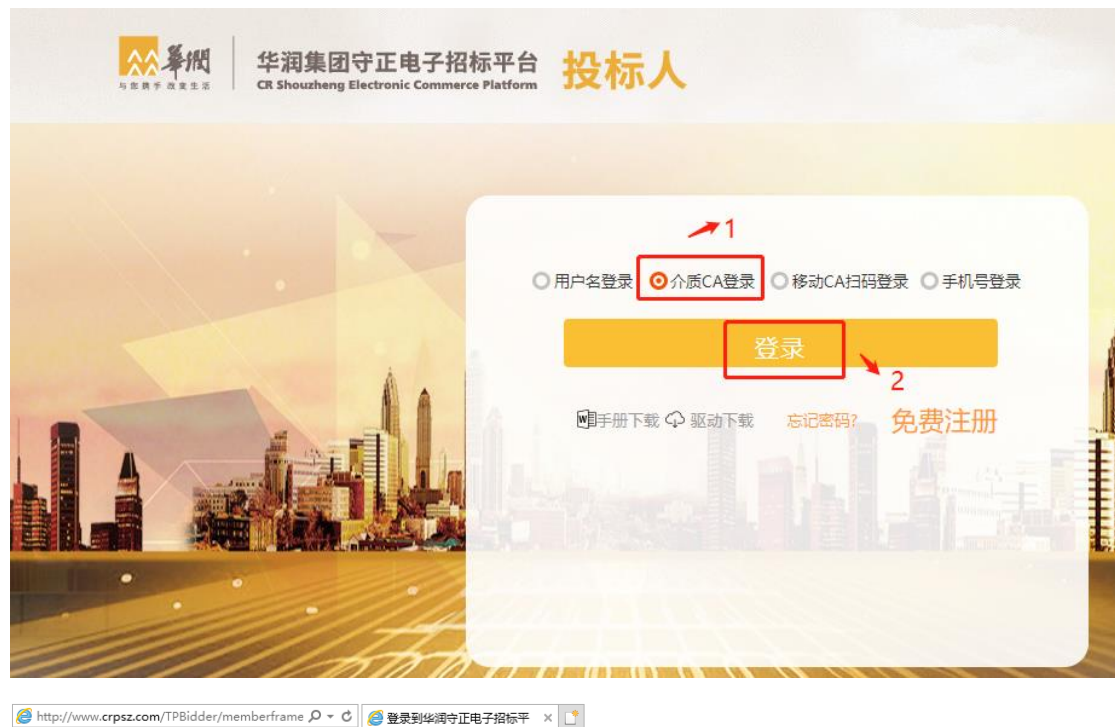 華潤
与您携手 改变生活
华润集团守正电子招标平台
CR Shouzheng Electronic Commerce Platform
投标人
1
用户名登录 介质CA登录 移动CA扫码登录 手机号登录
登录
2
手册下载 驱动下载 忘记密码? 免费注册
http://www.crpsz.com/TPBidder/memberframe 登录到华润守正电子招标平 ×